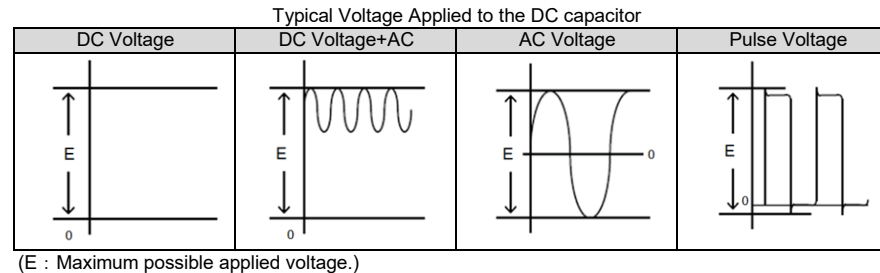 Typical Voltage Applied to the DC capacitor
DC Voltage DC Voltage+AC AC Voltage Pulse Voltage
E E E E
0 0 0 0
(E : Maximum possible applied voltage.)